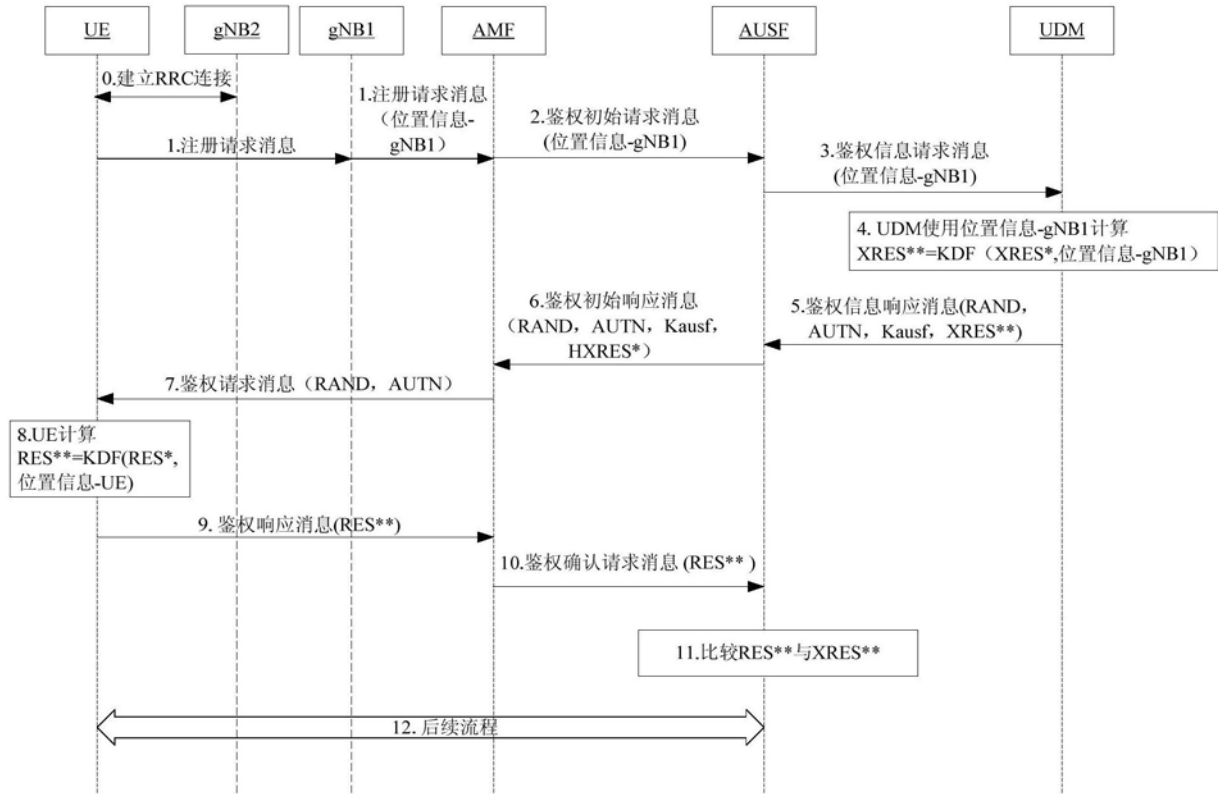 UE
gNB2
gNB1
AMF
AUSF
UDM
0.建立RRC连接
1.注册请求消息
1.注册请求消息
（位置信息-
gNB1）
2.鉴权初始请求消息
(位置信息-gNB1)
3.鉴权信息请求消息
(位置信息-gNB1)
4. UDM使用位置信息-gNB1计算
XRES**=KDF（XRES*,位置信息-gNB1）
5.鉴权信息响应消息(RAND，
AUTN，Kausf，XRES**)
6.鉴权初始响应消息
（RAND，AUTN，Kausf，
HXRES*）
7.鉴权请求消息（RAND，AUTN）
8.UE计算
RES**=KDF(RES*,
位置信息-UE)
9. 鉴权响应消息(RES**)
10.鉴权确认请求消息 (RES** )
11.比较RES**与XRES**
12. 后续流程